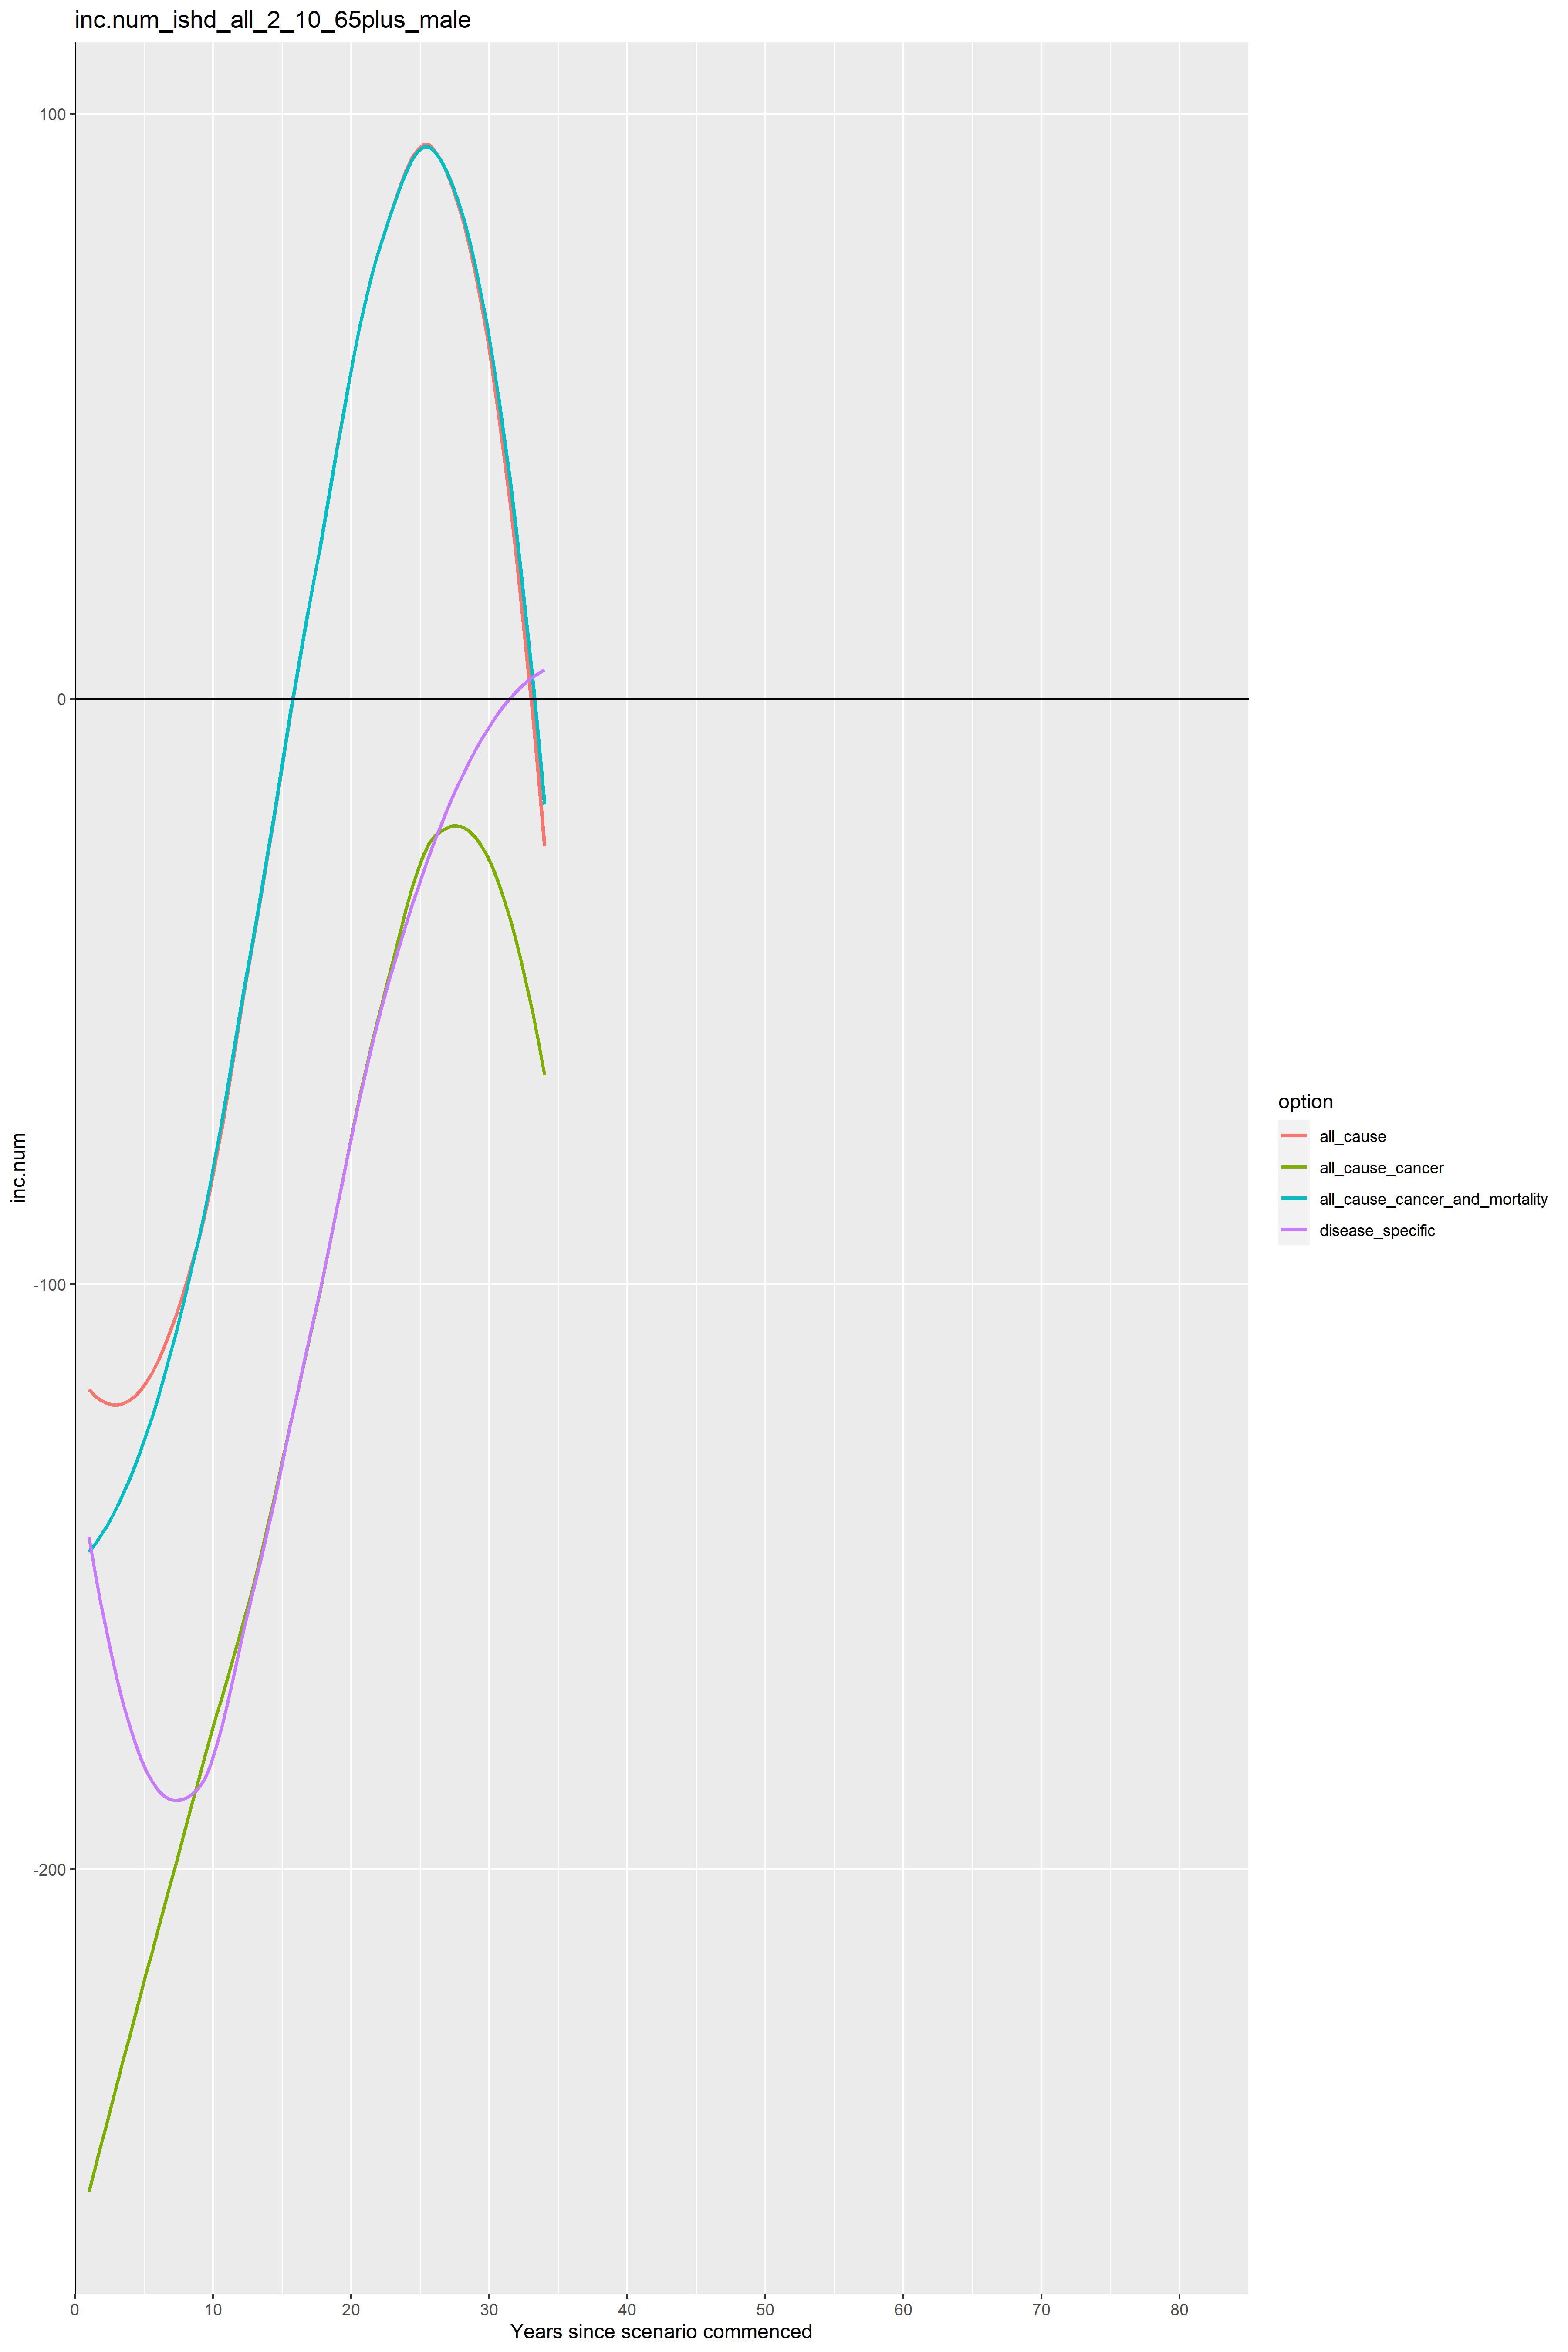 inc.num_ishd_all_2_10_65plus_male
100
0
-100
-200
inc.num
0 10 20 30 40 50 60 70 80
Years since scenario commenced
option
all_cause
all_cause_cancer
all_cause_cancer_and_mortality
disease_specific